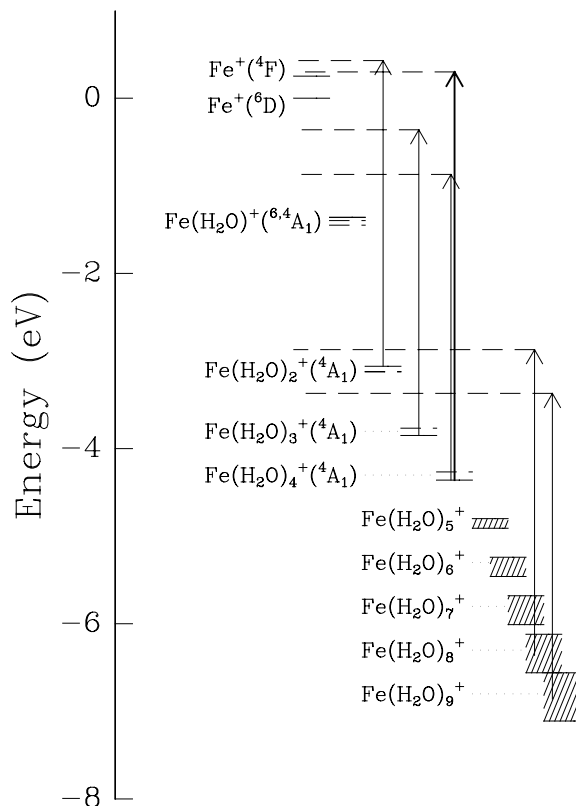 Fe⁺(⁴F)
0
Fe⁺(⁶D)
Fe(H₂O)⁺(⁶,⁴A₁)
−2
Energy (eV)
Fe(H₂O)₂⁺(⁴A₁)
Fe(H₂O)₃⁺(⁴A₁)
−4
Fe(H₂O)₄⁺(⁴A₁)
Fe(H₂O)₅⁺
Fe(H₂O)₆⁺
Fe(H₂O)₇⁺
−6
Fe(H₂O)₈⁺
Fe(H₂O)₉⁺
−8